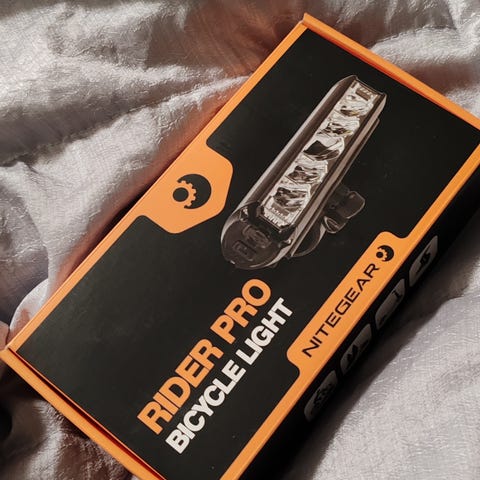 RIDER PRO
BICYCLE LIGHT
NITEGEAR